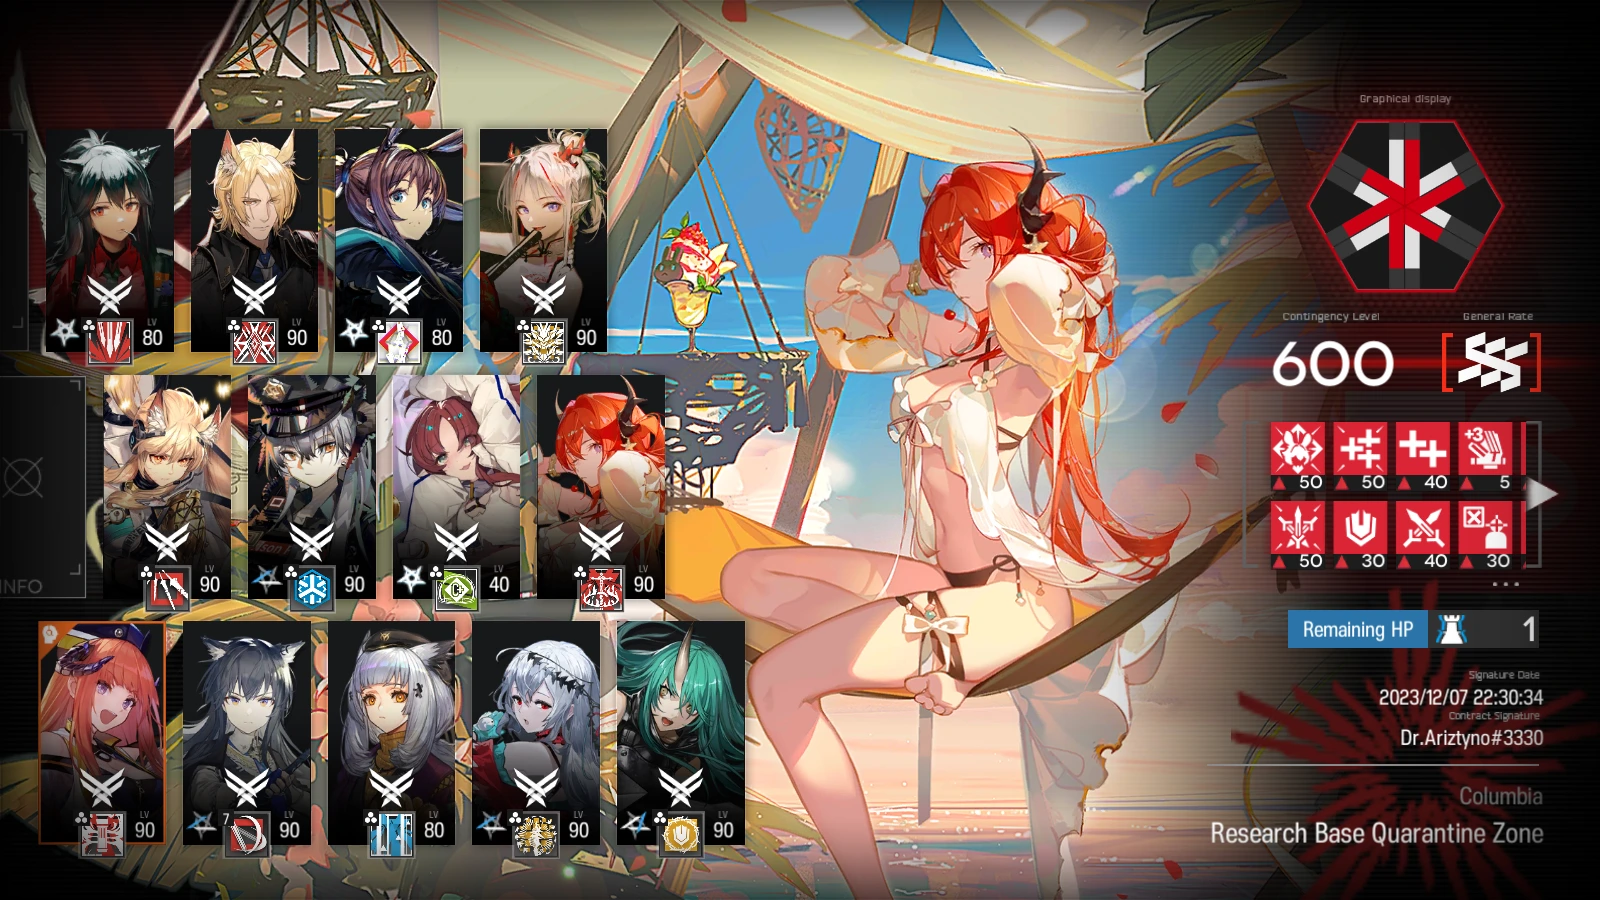 Graphical display
Contingency Level
General Rate
600
LV
80
LV
90
LV
80
LV
90
50
50
40
+3
5
50
30
40
30
INFO
90
LV
90
LV
40
LV
90
...
Remaining HP
1
Signature Date
2023/12/07 22:30:34
Contract Signature
Dr.Ariztyno#3330
Columbia
Research Base Quarantine Zone
LV
90
7
LV
90
LV
80
LV
90
LV
90